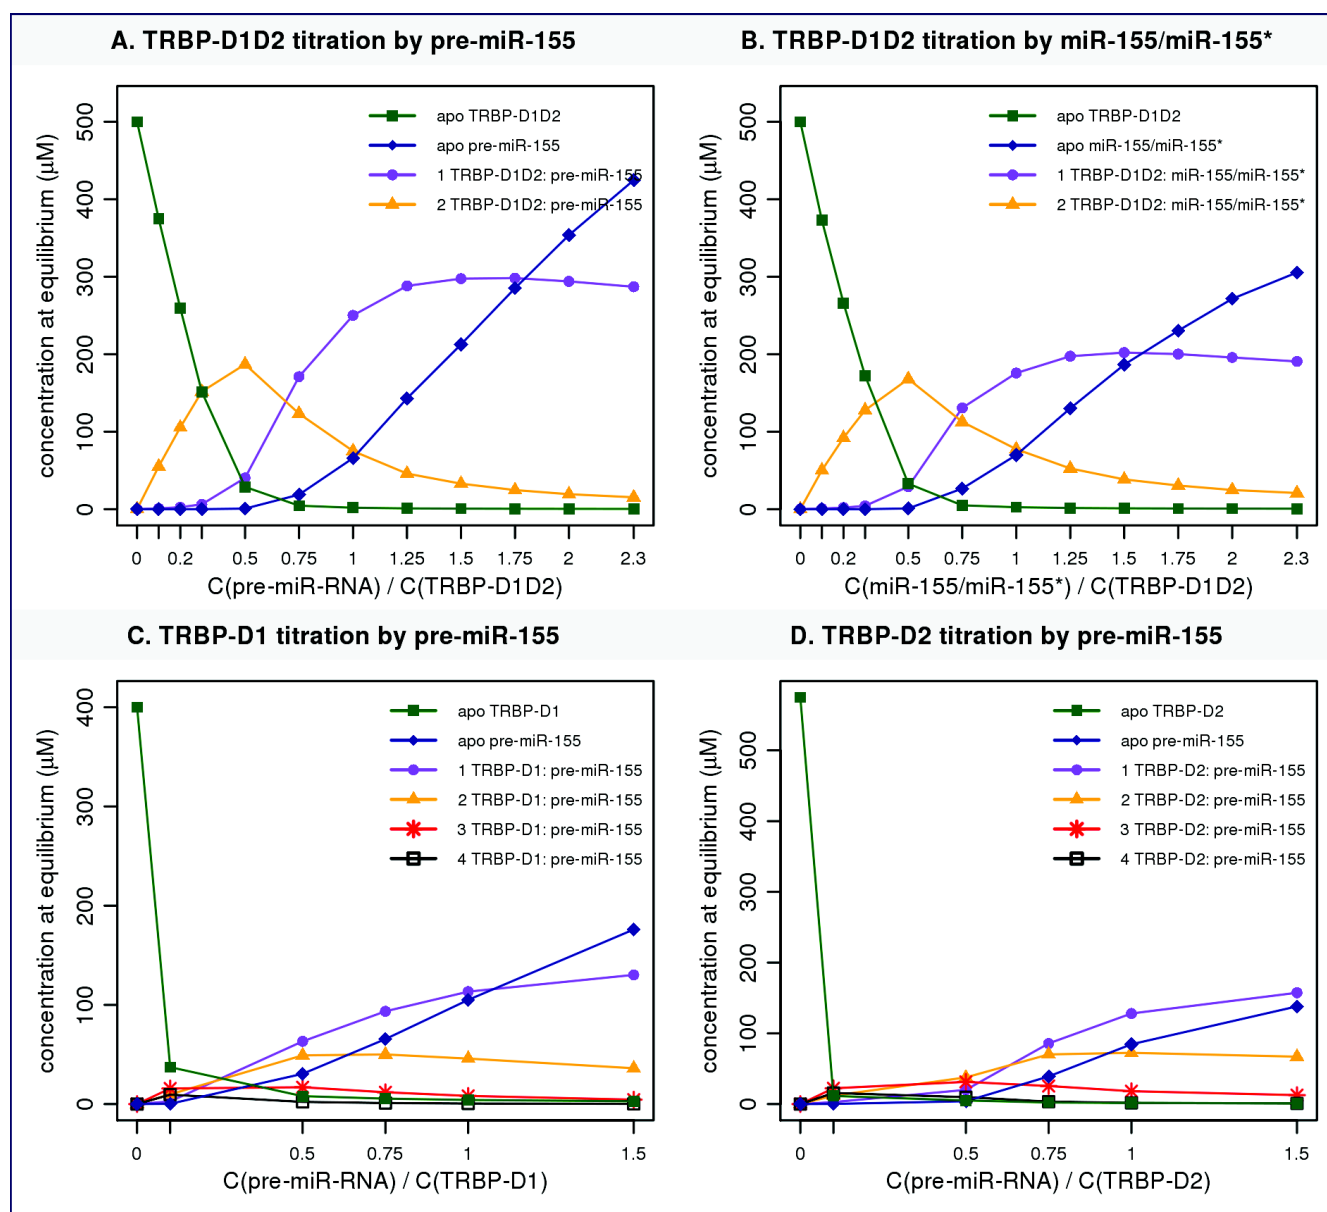 A. TRBP-D1D2 titration by pre-miR-155
concentration at equilibrium (μM)
500
400
300
200
100
0
apo TRBP-D1D2
apo pre-miR-155
1 TRBP-D1D2: pre-miR-155
2 TRBP-D1D2: pre-miR-155
0 0.2 0.5 0.75 1 1.25 1.5 1.75 2 2.3
C(pre-miR-RNA) / C(TRBP-D1D2)
B. TRBP-D1D2 titration by miR-155/miR-155*
concentration at equilibrium (μM)
500
400
300
200
100
0
apo TRBP-D1D2
apo miR-155/miR-155*
1 TRBP-D1D2: miR-155/miR-155*
2 TRBP-D1D2: miR-155/miR-155*
0 0.2 0.5 0.75 1 1.25 1.5 1.75 2 2.3
C(miR-155/miR-155*) / C(TRBP-D1D2)
C. TRBP-D1 titration by pre-miR-155
concentration at equilibrium (μM)
400
300
200
100
0
apo TRBP-D1
apo pre-miR-155
1 TRBP-D1: pre-miR-155
2 TRBP-D1: pre-miR-155
3 TRBP-D1: pre-miR-155
4 TRBP-D1: pre-miR-155
0 0.5 0.75 1 1.5
C(pre-miR-RNA) / C(TRBP-D1)
D. TRBP-D2 titration by pre-miR-155
concentration at equilibrium (μM)
500
400
300
200
100
0
apo TRBP-D2
apo pre-miR-155
1 TRBP-D2: pre-miR-155
2 TRBP-D2: pre-miR-155
3 TRBP-D2: pre-miR-155
4 TRBP-D2: pre-miR-155
0 0.5 0.75 1 1.5
C(pre-miR-RNA) / C(TRBP-D2)